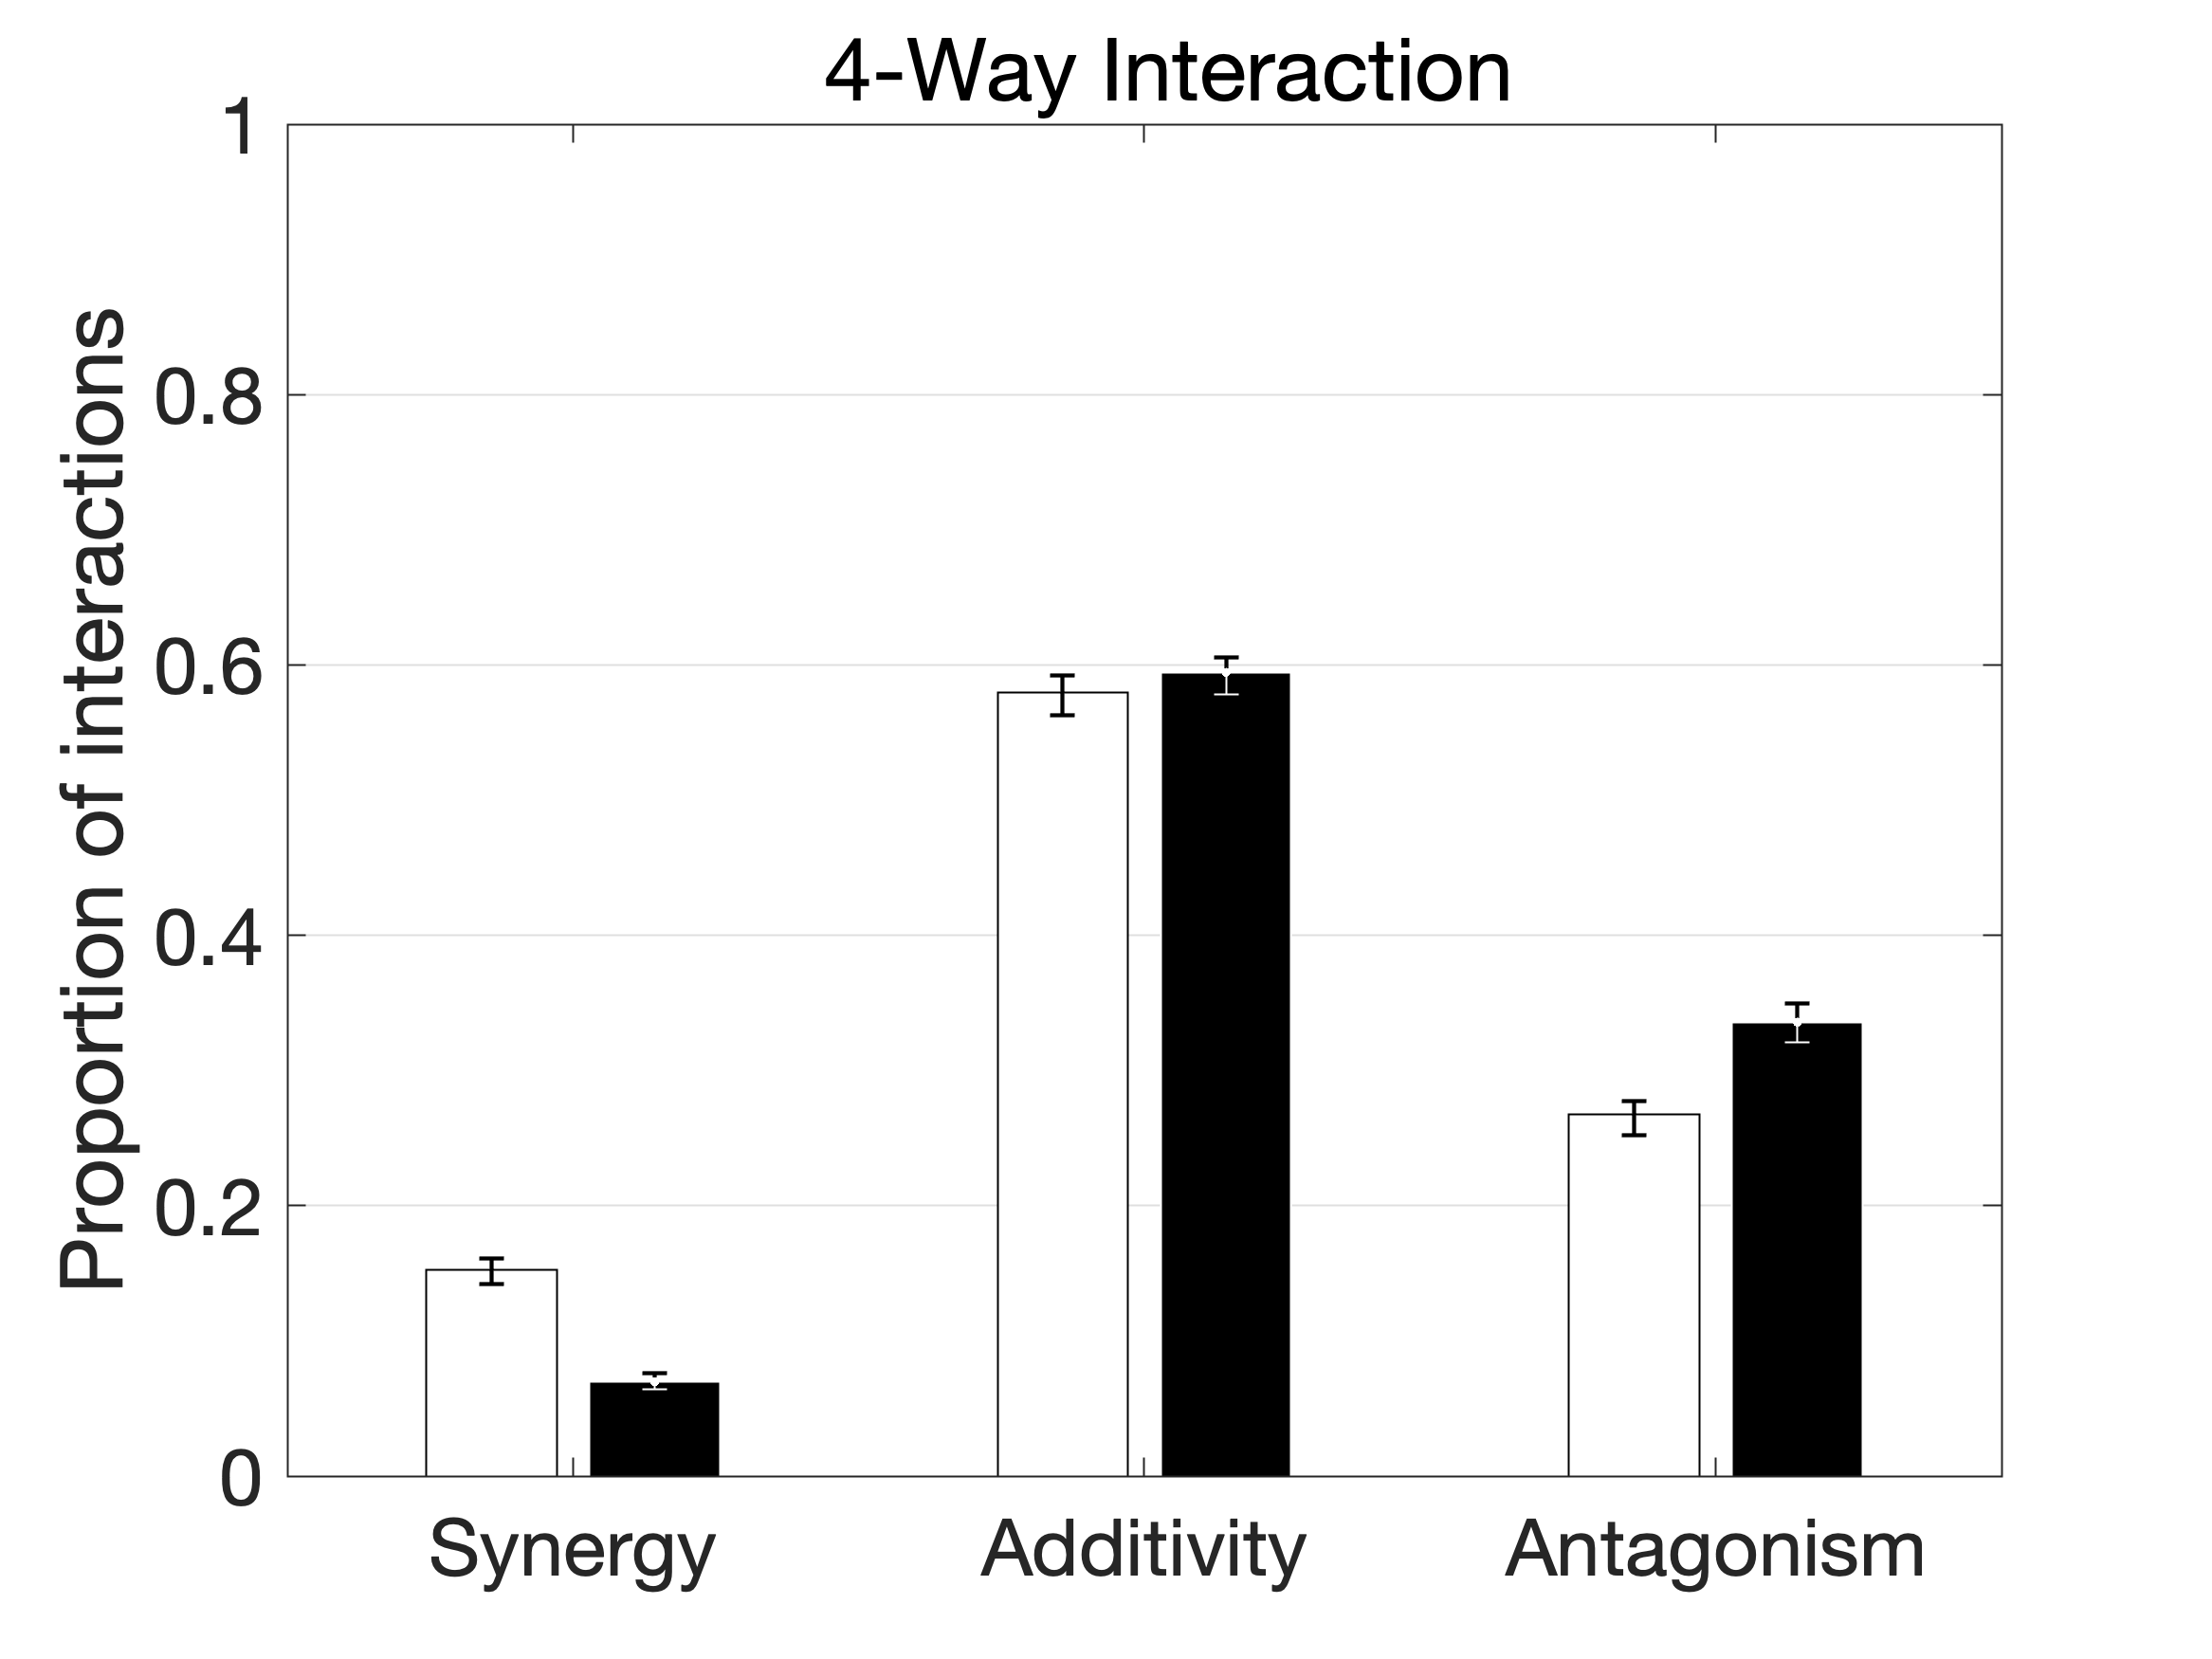 4-Way Interaction
Proportion of interactions
1
0.8
0.6
0.4
0.2
0
Synergy Additivity Antagonism